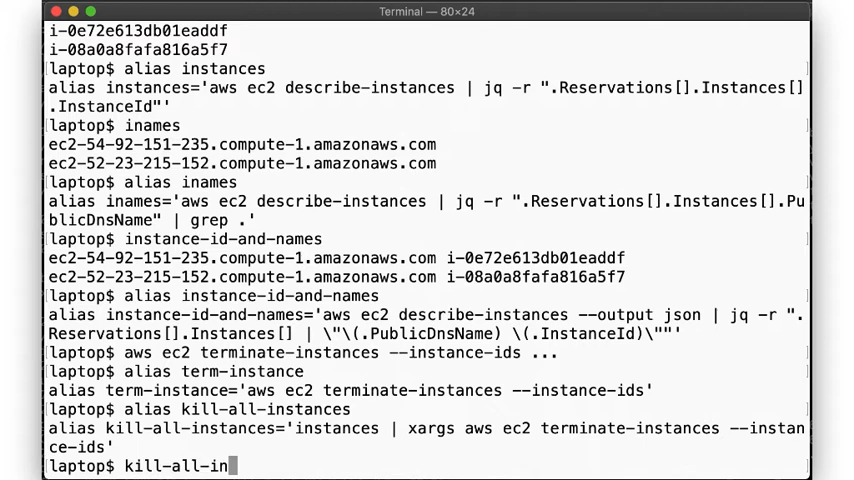 Terminal — 80×24
i-0e72e613db01eaddf
i-08a0a8fafa816a5f7
laptop$ alias instances
alias instances='aws ec2 describe-instances | jq -r ".Reservations[].Instances[]
.InstanceId"'
laptop$ inames
ec2-54-92-151-235.compute-1.amazonaws.com
ec2-52-23-215-152.compute-1.amazonaws.com
laptop$ alias inames
alias inames='aws ec2 describe-instances | jq -r ".Reservations[].Instances[].Pu
blicDnsName" | grep .'
laptop$ instance-id-and-names
ec2-54-92-151-235.compute-1.amazonaws.com i-0e72e613db01eaddf
ec2-52-23-215-152.compute-1.amazonaws.com i-08a0a8fafa816a5f7
laptop$ alias instance-id-and-names
alias instance-id-and-names='aws ec2 describe-instances --output json | jq -r ".
Reservations[].Instances[] | \"\(.PublicDnsName) \(.InstanceId)\""'
laptop$ aws ec2 terminate-instances --instance-ids ...
laptop$ alias term-instance
alias term-instance='aws ec2 terminate-instances --instance-ids'
laptop$ alias kill-all-instances
alias kill-all-instances='instances | xargs aws ec2 terminate-instances --instan
ce-ids'
laptop$ kill-all-in